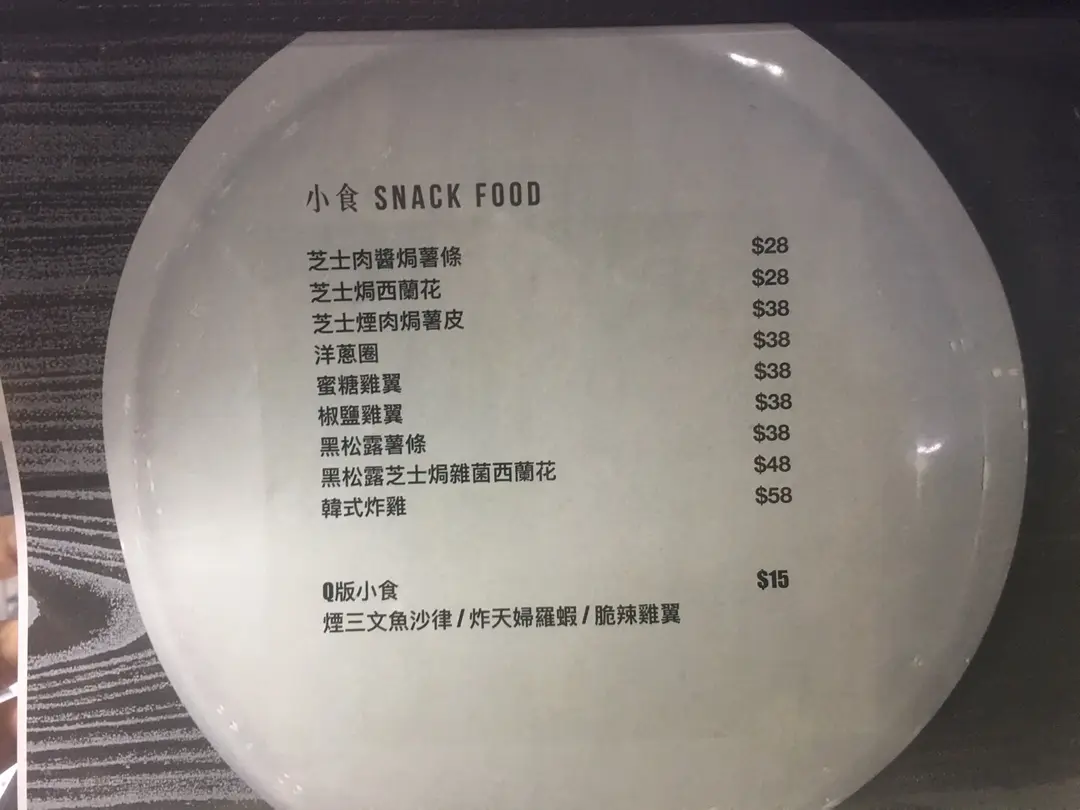 小食 SNACK FOOD
芝士肉醬焗薯條 $28
芝士焗西蘭花 $28
芝士煙肉焗薯皮 $38
洋蔥圈 $38
蜜糖雞翼 $38
椒鹽雞翼 $38
黑松露薯條 $38
黑松露芝士焗雜菌西蘭花 $48
韓式炸雞 $58
Q版小食 $15
煙三文魚沙律 / 炸天婦羅蝦 / 脆辣雞翼